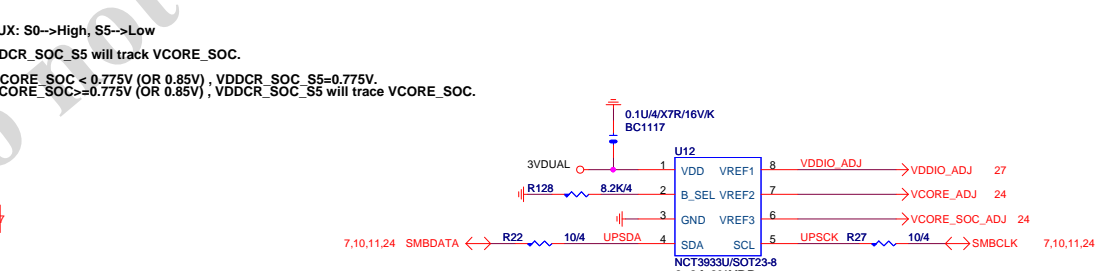 UX: S0-->High, S5-->Low
DCR_SOC_S5 will track VCORE_SOC.
CORE_SOC < 0.775V (OR 0.85V) , VDDCR_SOC_S5=0.775V.
CORE_SOC>=0.775V (OR 0.85V) , VDDCR_SOC_S5 will trace VCORE_SOC.
0.1U/4/X7R/16V/K
BC1117
U12
3VDUAL 1 VDD VREF1 8 VDDIO_ADJ VDDIO_ADJ 27
R128 8.2K/4 2 B_SEL VREF2 7 VCORE_ADJ 24
3 GND VREF3 6 VCORE_SOC_ADJ 24
7,10,11,24 SMBDATA R22 10/4 UPSDA 4 SDA SCL 5 UPSCK R27 10/4 SMBCLK 7,10,11,24
NCT3933U/SOT23-8
not